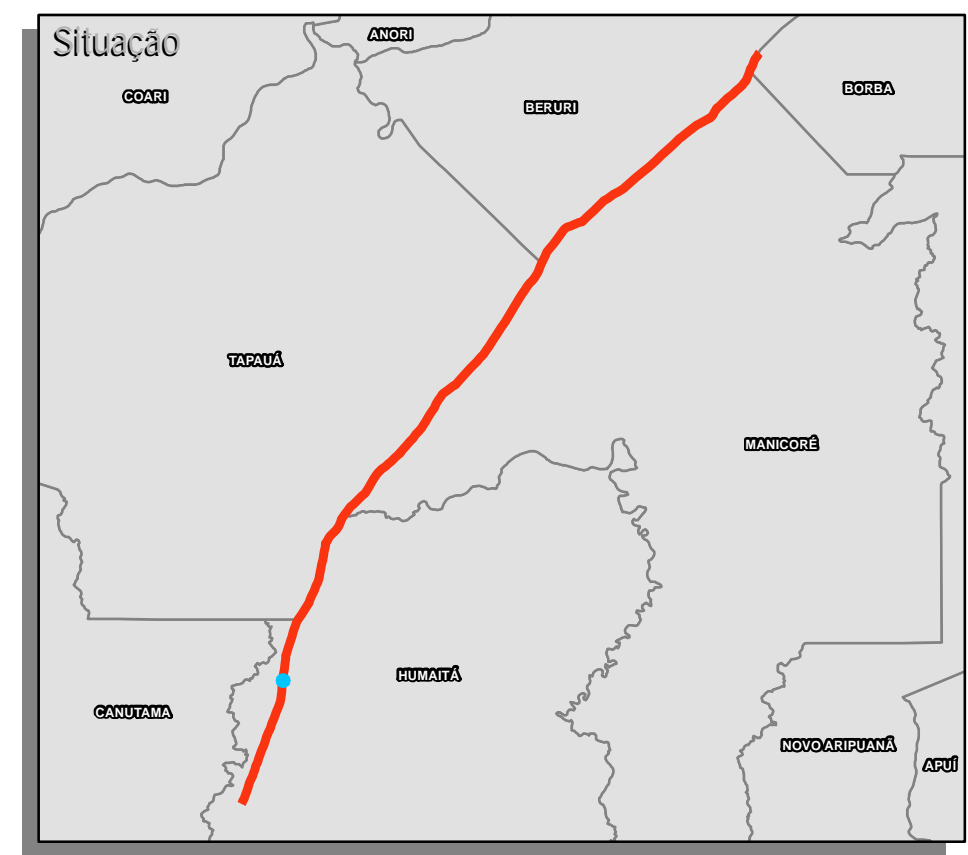 Situação
ANORI
COARI
BERURI
BORBA
TAPAUÁ
MANICORÉ
HUMAITÁ
CANUTAMA
NOVO ARIPUANÃ
APUÍ